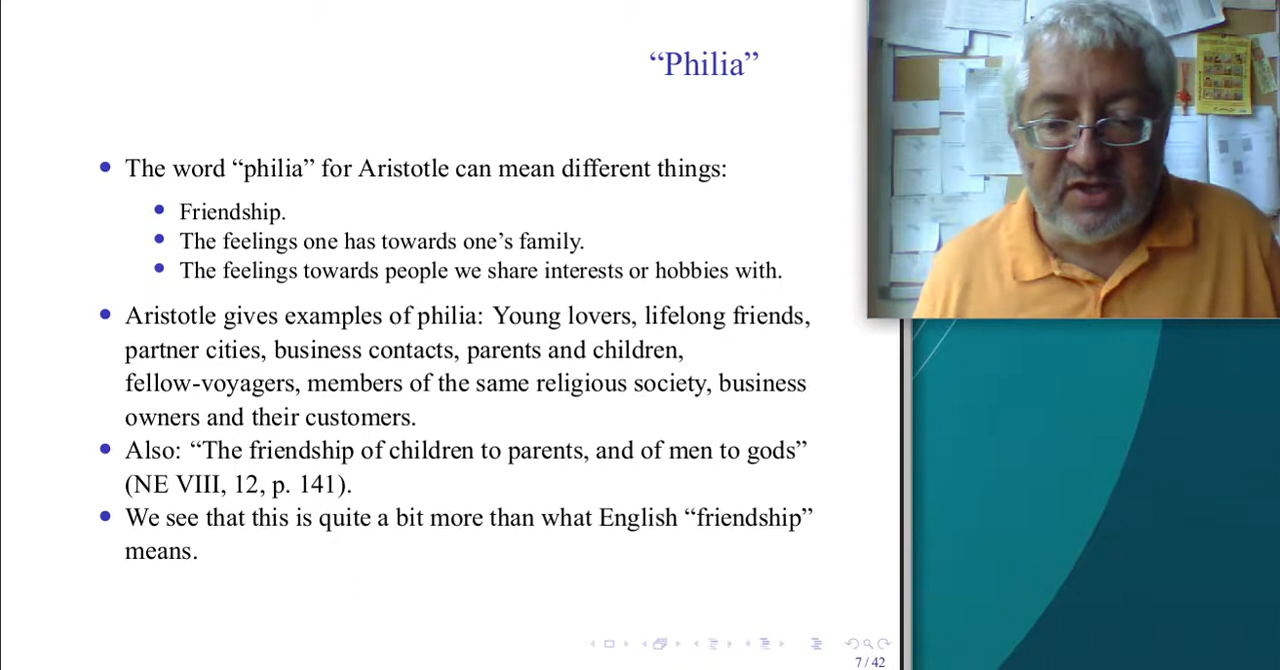 “Philia”
• The word “philia” for Aristotle can mean different things:
• Friendship.
• The feelings one has towards one’s family.
• The feelings towards people we share interests or hobbies with.
• Aristotle gives examples of philia: Young lovers, lifelong friends,
partner cities, business contacts, parents and children,
fellow-voyagers, members of the same religious society, business
owners and their customers.
• Also: “The friendship of children to parents, and of men to gods”
(NE VIII, 12, p. 141).
• We see that this is quite a bit more than what English “friendship”
means.
7 / 42